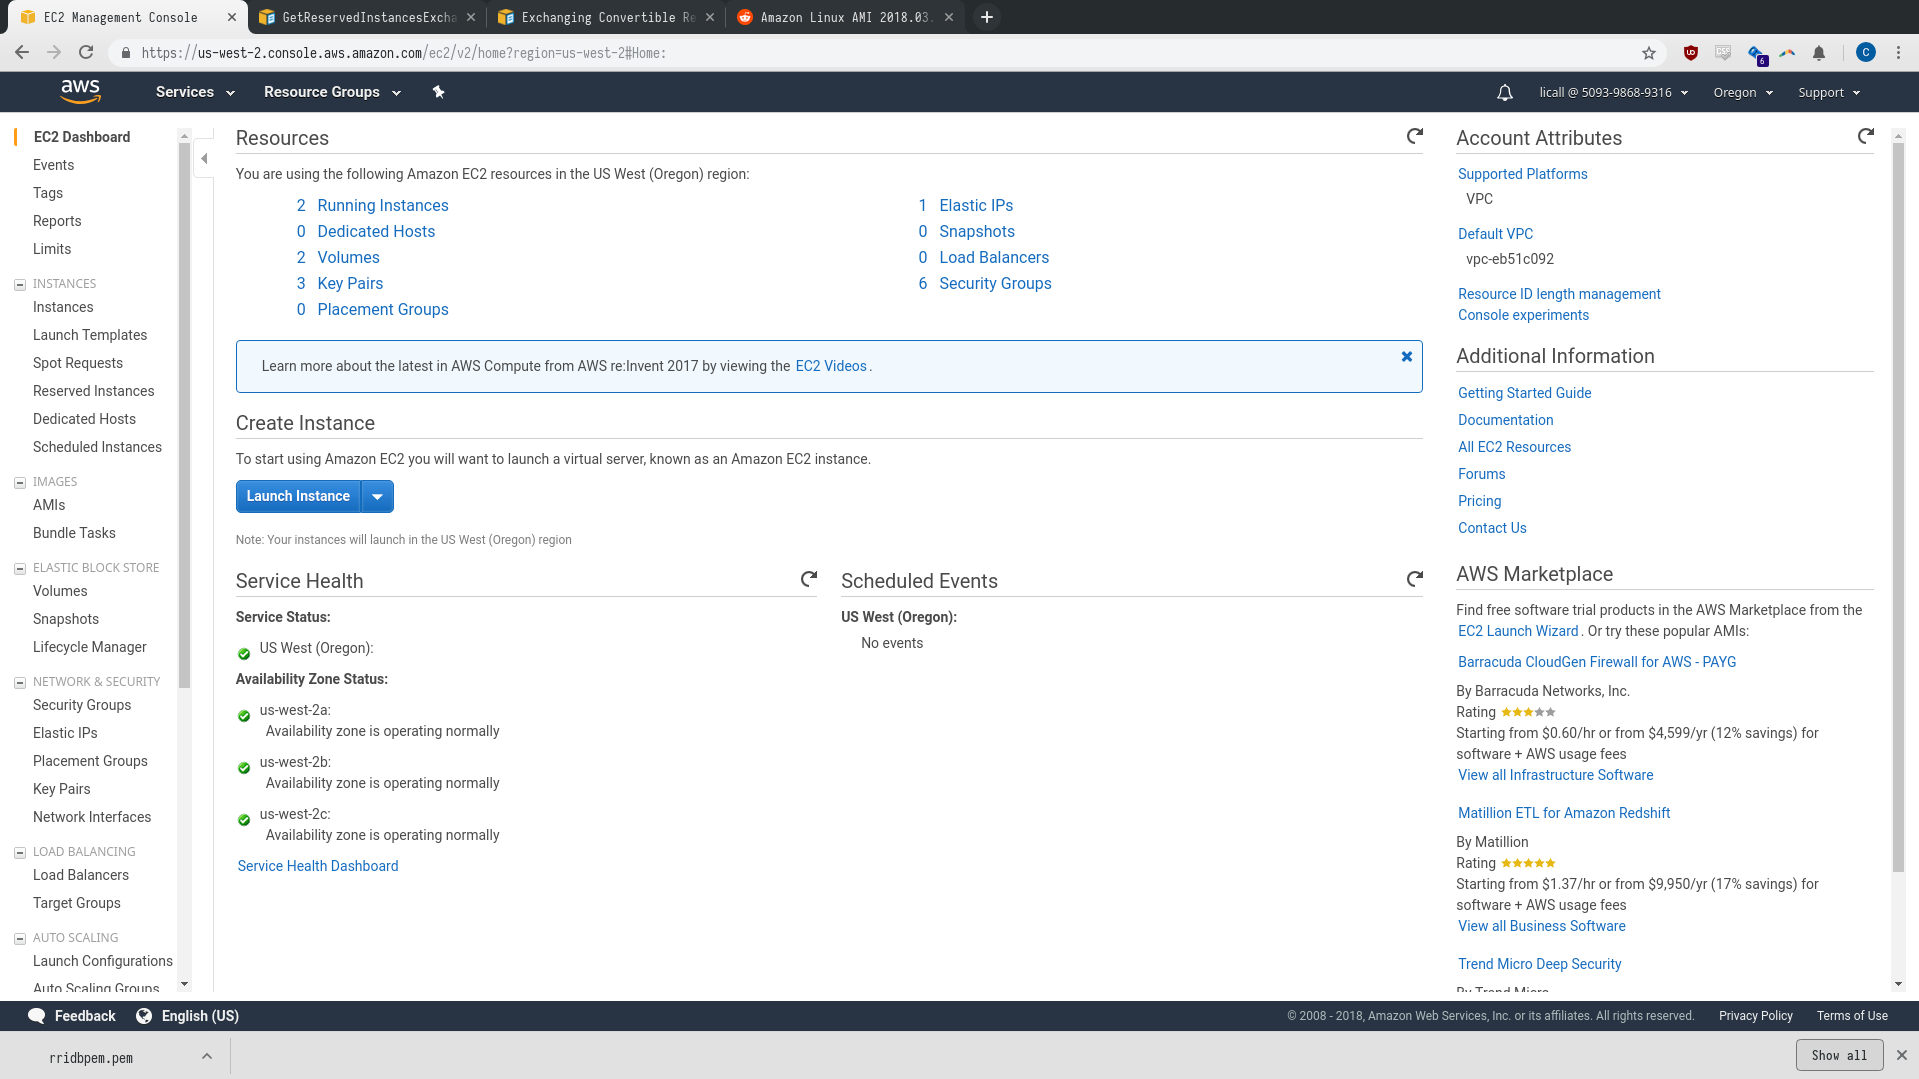 EC2 Management Console
GetReservedInstancesExcha
Exchanging Convertible Re
Amazon Linux AMI 2018.03.
https://us-west-2.console.aws.amazon.com/ec2/v2/home?region=us-west-2#Home:
6
C
aws
Services
Resource Groups
licall @ 5093-9868-9316
Oregon
Support
EC2 Dashboard
Events
Tags
Reports
Limits
INSTANCES
Instances
Launch Templates
Spot Requests
Reserved Instances
Dedicated Hosts
Scheduled Instances
IMAGES
AMIs
Bundle Tasks
ELASTIC BLOCK STORE
Volumes
Snapshots
Lifecycle Manager
NETWORK & SECURITY
Security Groups
Elastic IPs
Placement Groups
Key Pairs
Network Interfaces
LOAD BALANCING
Load Balancers
Target Groups
AUTO SCALING
Launch Configurations
Auto Scaling Groups
Resources
You are using the following Amazon EC2 resources in the US West (Oregon) region:
2 Running Instances
0 Dedicated Hosts
2 Volumes
3 Key Pairs
0 Placement Groups
1 Elastic IPs
0 Snapshots
0 Load Balancers
6 Security Groups
Learn more about the latest in AWS Compute from AWS re:Invent 2017 by viewing the EC2 Videos .
Create Instance
To start using Amazon EC2 you will want to launch a virtual server, known as an Amazon EC2 instance.
Launch Instance
Note: Your instances will launch in the US West (Oregon) region
Service Health
Service Status:
US West (Oregon):
Availability Zone Status:
us-west-2a:
Availability zone is operating normally
us-west-2b:
Availability zone is operating normally
us-west-2c:
Availability zone is operating normally
Service Health Dashboard
Scheduled Events
US West (Oregon):
No events
Account Attributes
Supported Platforms
VPC
Default VPC
vpc-eb51c092
Resource ID length management
Console experiments
Additional Information
Getting Started Guide
Documentation
All EC2 Resources
Forums
Pricing
Contact Us
AWS Marketplace
Find free software trial products in the AWS Marketplace from the
EC2 Launch Wizard . Or try these popular AMIs:
Barracuda CloudGen Firewall for AWS - PAYG
By Barracuda Networks, Inc.
Rating
Starting from $0.60/hr or from $4,599/yr (12% savings) for
software + AWS usage fees
View all Infrastructure Software
Matillion ETL for Amazon Redshift
By Matillion
Rating
Starting from $1.37/hr or from $9,950/yr (17% savings) for
software + AWS usage fees
View all Business Software
Trend Micro Deep Security
By Trend Micro
Feedback
English (US)
© 2008 - 2018, Amazon Web Services, Inc. or its affiliates. All rights reserved.
Privacy Policy
Terms of Use
rridbpem.pem
Show all